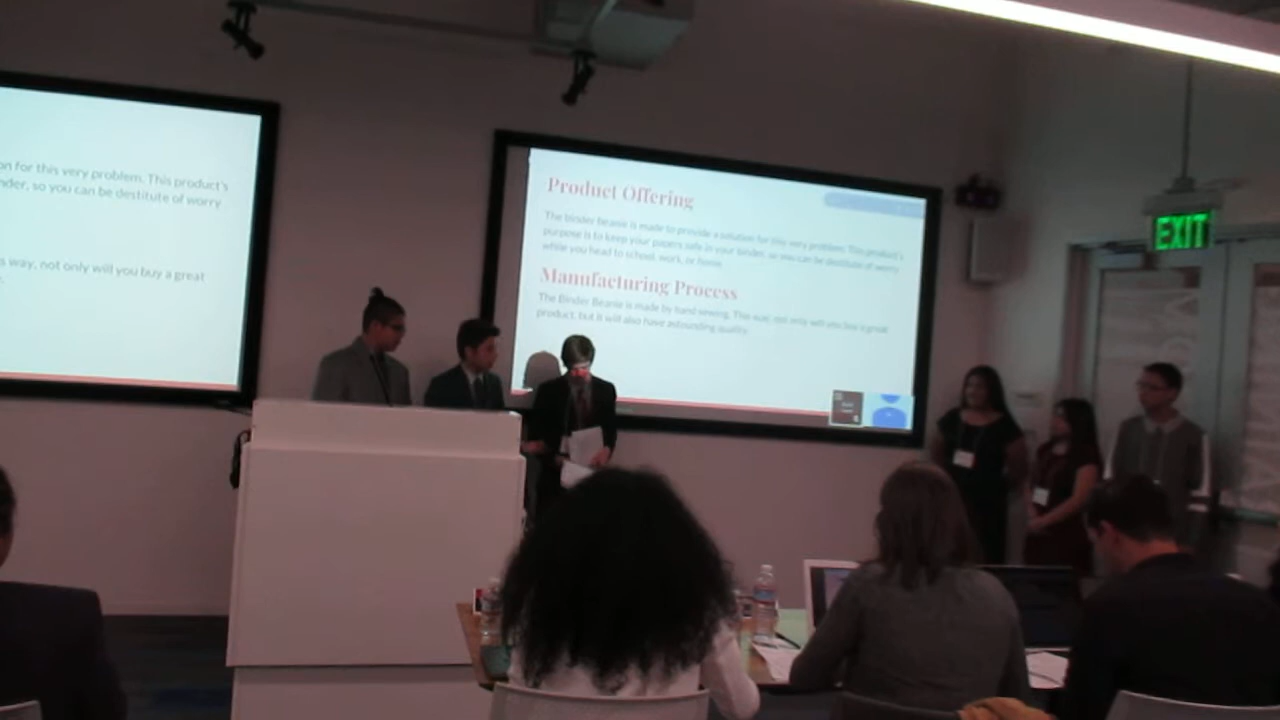 on for this very problem. This product's
nder, so you can be destitute of worry
s way, not only will you buy a great
Product Offering
The binder beanie is made to provide a solution for this very problem. This product's
purpose is to keep your papers safe in your binder, so you can be destitute of worry
while you head to school, work, or home.
Manufacturing Process
The Binder Beanie is made by hand sewing. This way, not only will you buy a great
product, but it will also have astounding quality.
EXIT